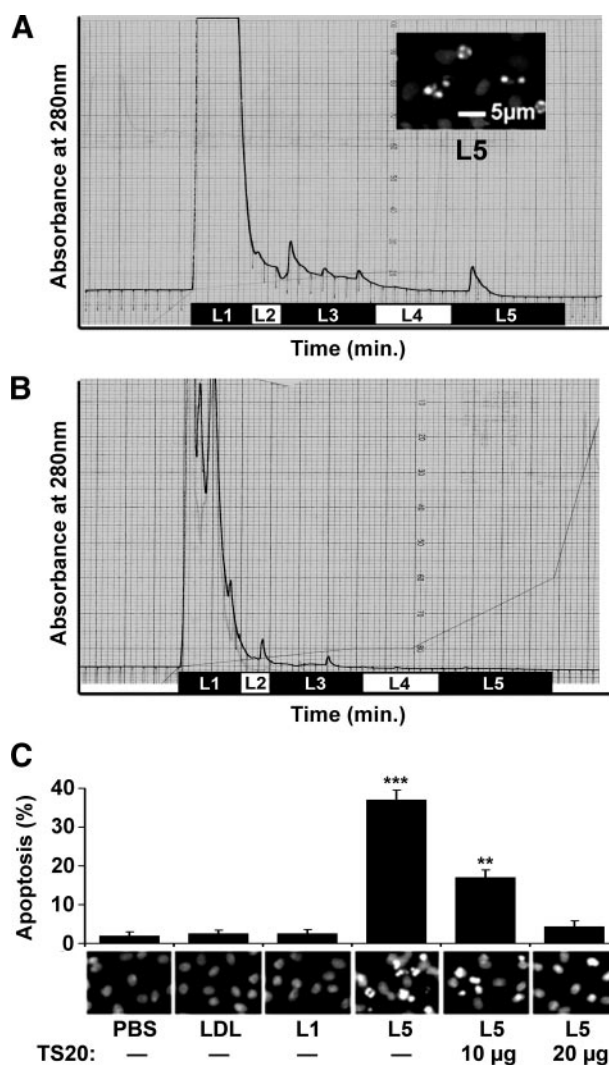 A
Absorbance at 280nm
5µm
L5
L1 L2 L3 L4 L5
Time (min.)
B
Absorbance at 280nm
L1 L2 L3 L4 L5
Time (min.)
C
Apoptosis (%)
40
30
20
10
0
***
**
PBS LDL L1 L5 L5 L5
TS20: — — — — 10 µg 20 µg